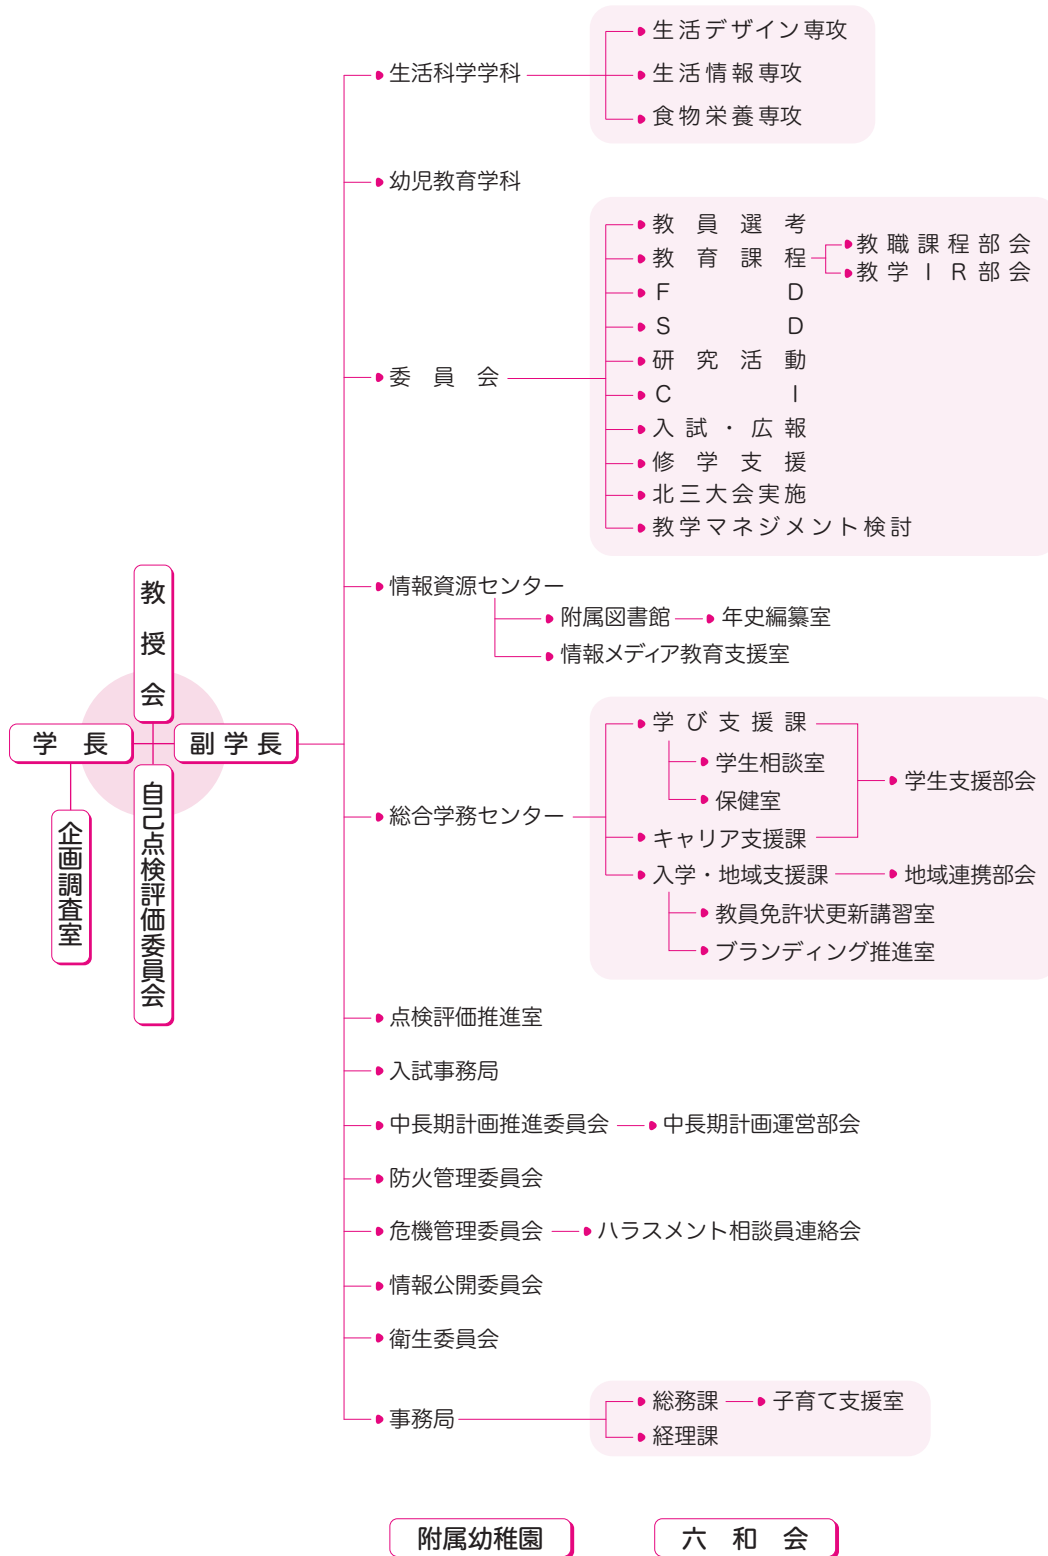 教授会
学長
副学長
自己点検評価委員会
企画調査室
生活科学学科
生活デザイン専攻
生活情報専攻
食物栄養専攻
幼児教育学科
委員会
教員選考
教育課程
教職課程部会
教学IR部会
FD
SD
研究活動
CI
入試・広報
修学支援
北三大会実施
教学マネジメント検討
情報資源センター
附属図書館
年史編纂室
情報メディア教育支援室
総合学務センター
学び支援課
学生相談室
保健室
キャリア支援課
学生支援部会
入学・地域支援課
地域連携部会
教員免許状更新講習室
ブランディング推進室
点検評価推進室
入試事務局
中長期計画推進委員会
中長期計画運営部会
防火管理委員会
危機管理委員会
ハラスメント相談員連絡会
情報公開委員会
衛生委員会
事務局
総務課
子育て支援室
経理課
附属幼稚園
六和会